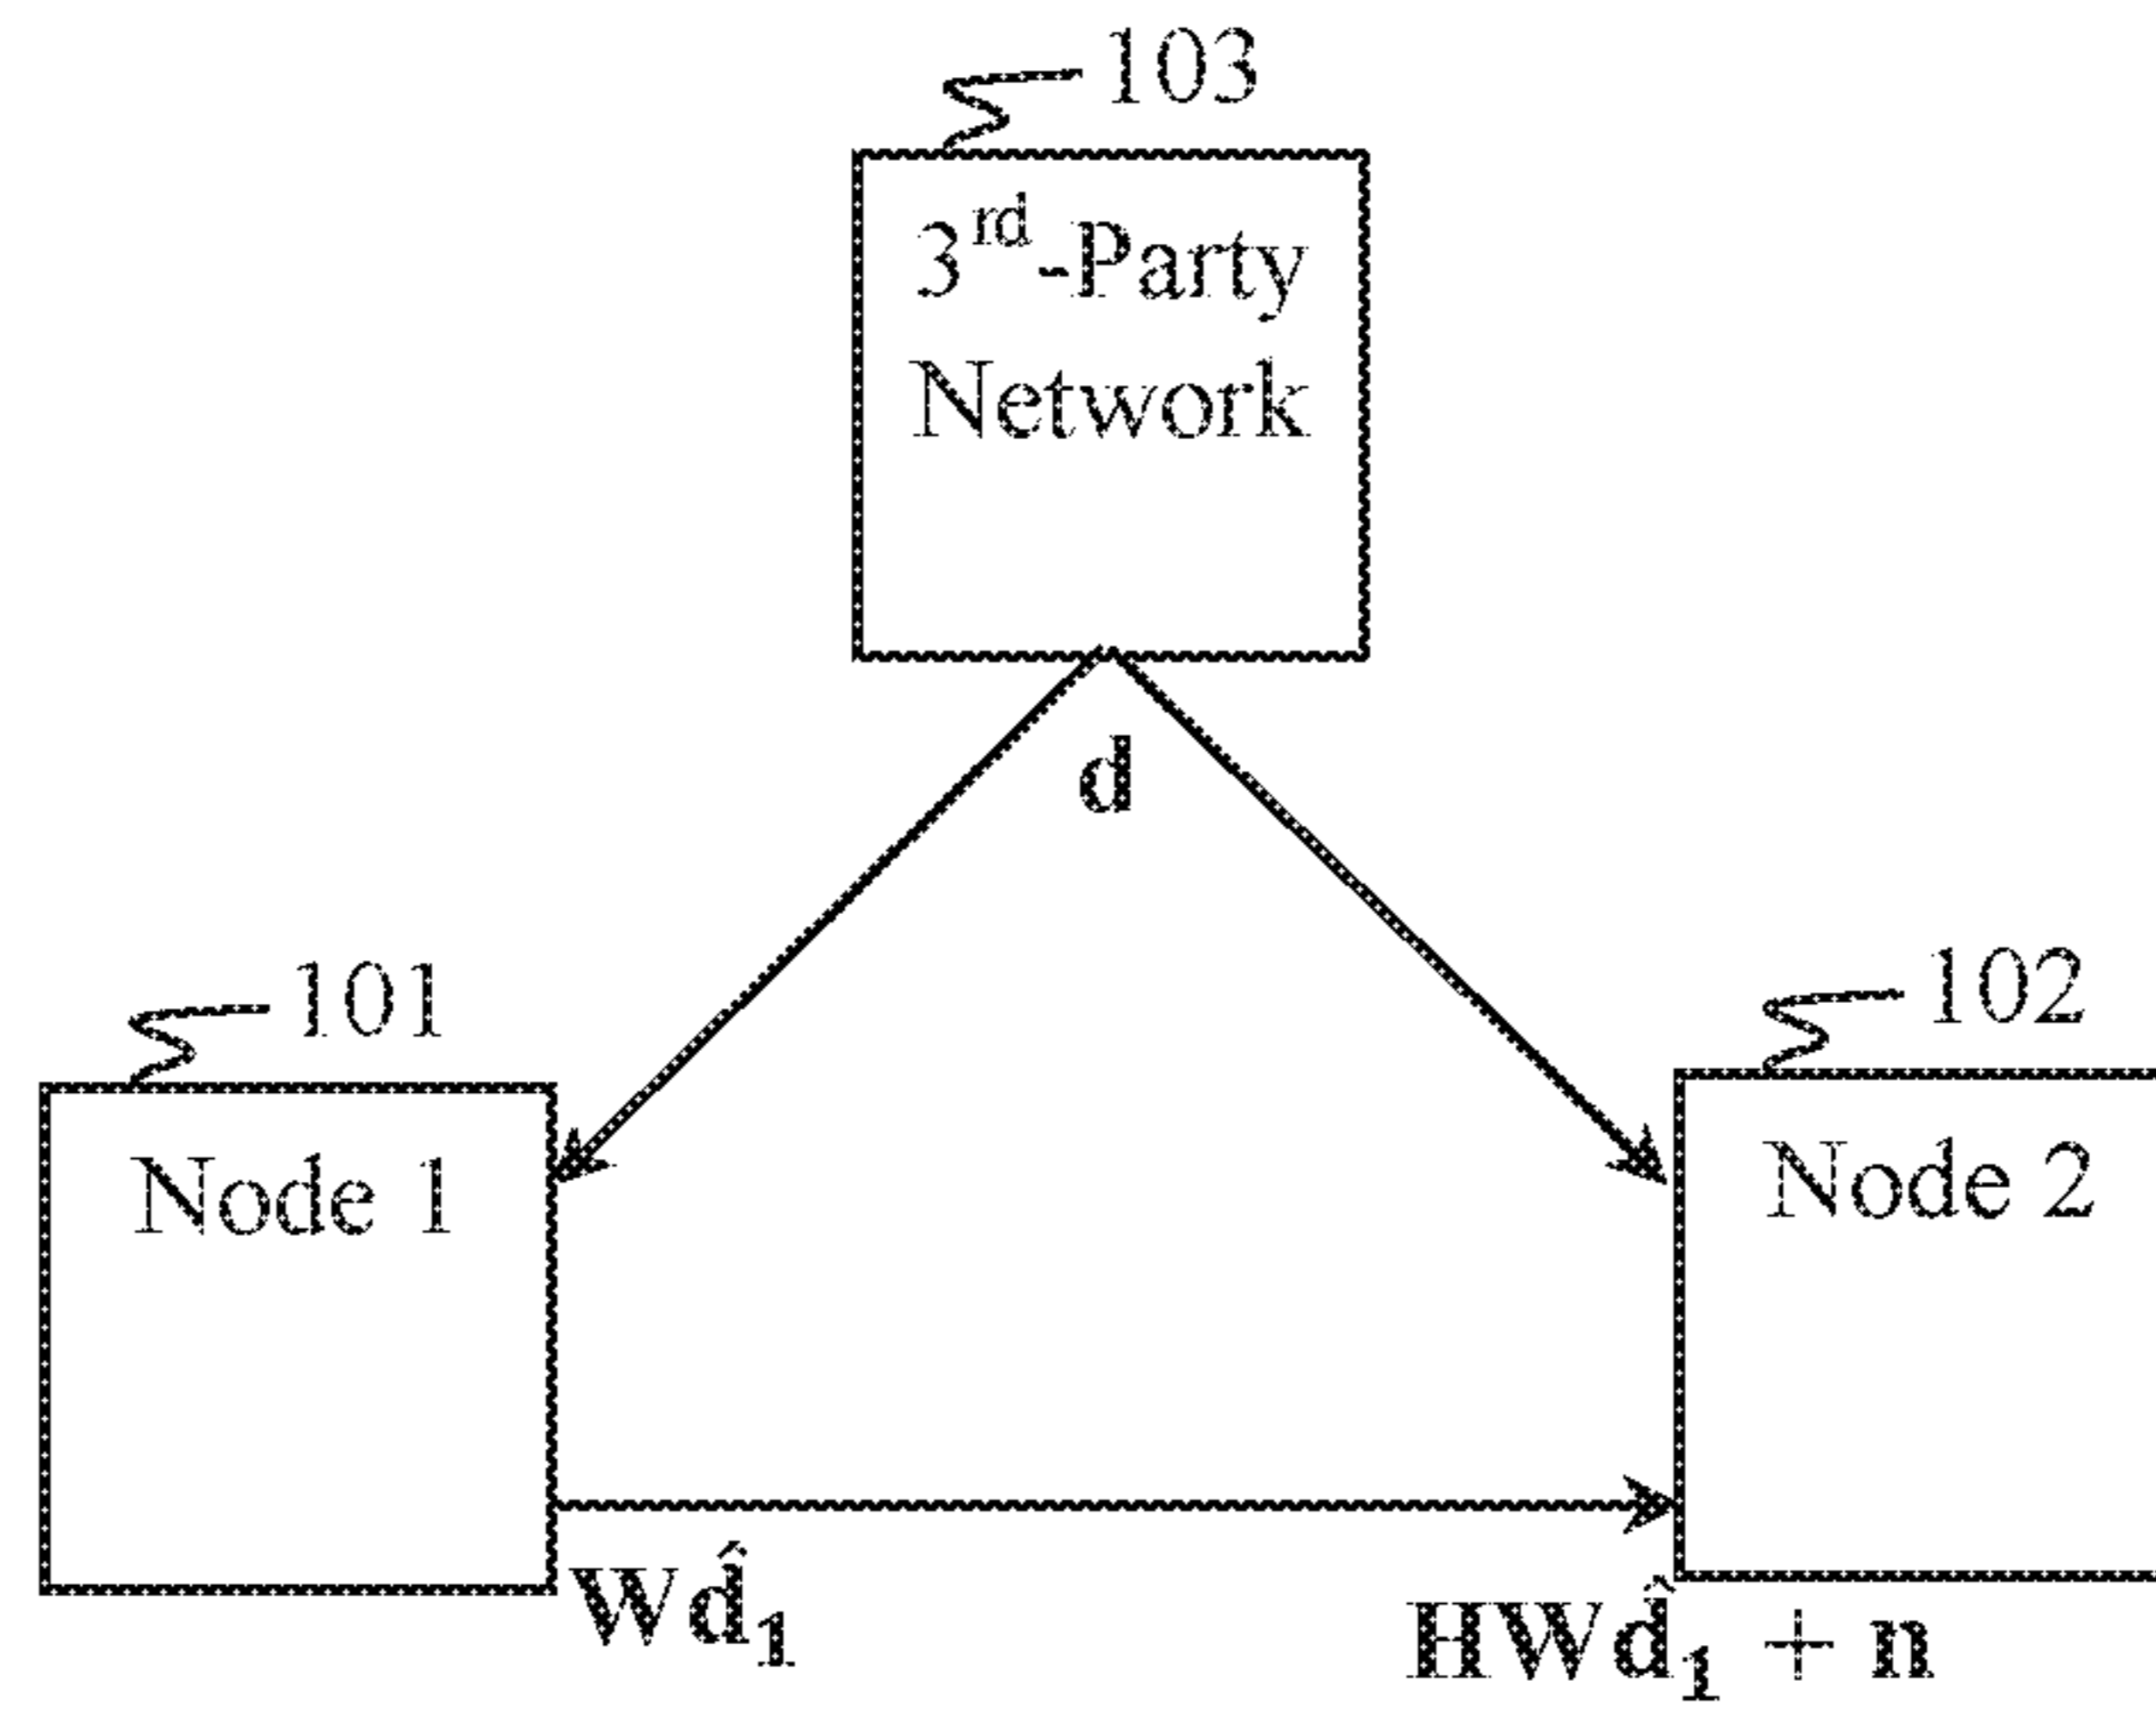 103
3rd-Party
Network
d
101
102
Node 1
Node 2
Wd̂₁
HWd̂₁ + n